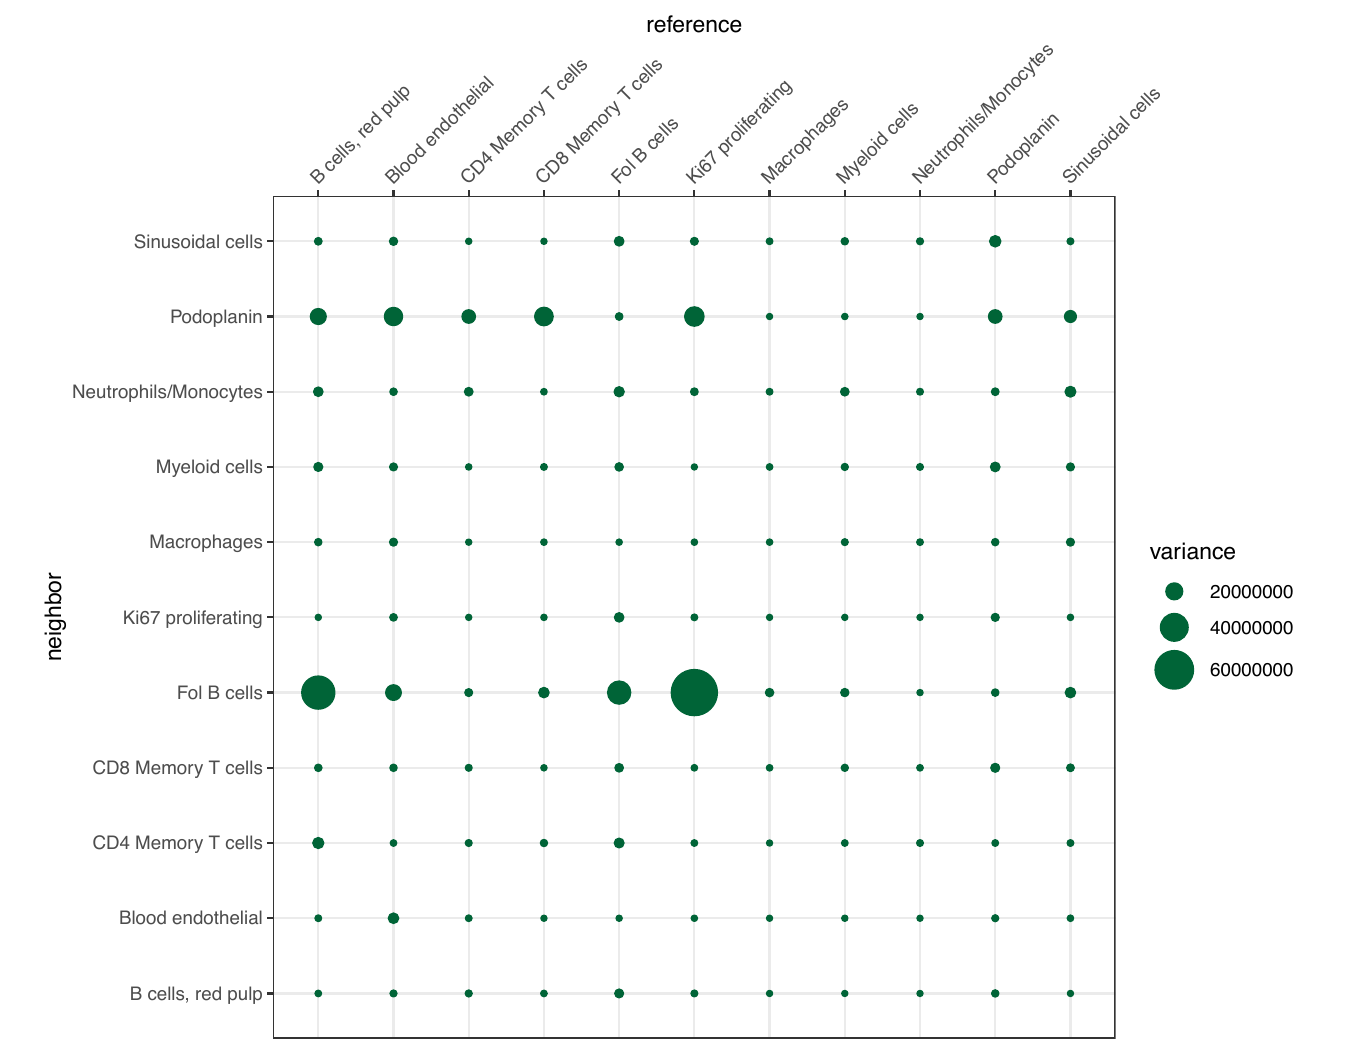 reference
B cells, red pulp
Blood endothelial
CD4 Memory T cells
CD8 Memory T cells
Fol B cells
Ki67 proliferating
Macrophages
Myeloid cells
Neutrophils/Monocytes
Podoplanin
Sinusoidal cells
neighbor
Sinusoidal cells
Podoplanin
Neutrophils/Monocytes
Myeloid cells
Macrophages
Ki67 proliferating
Fol B cells
CD8 Memory T cells
CD4 Memory T cells
Blood endothelial
B cells, red pulp
variance
20000000
40000000
60000000